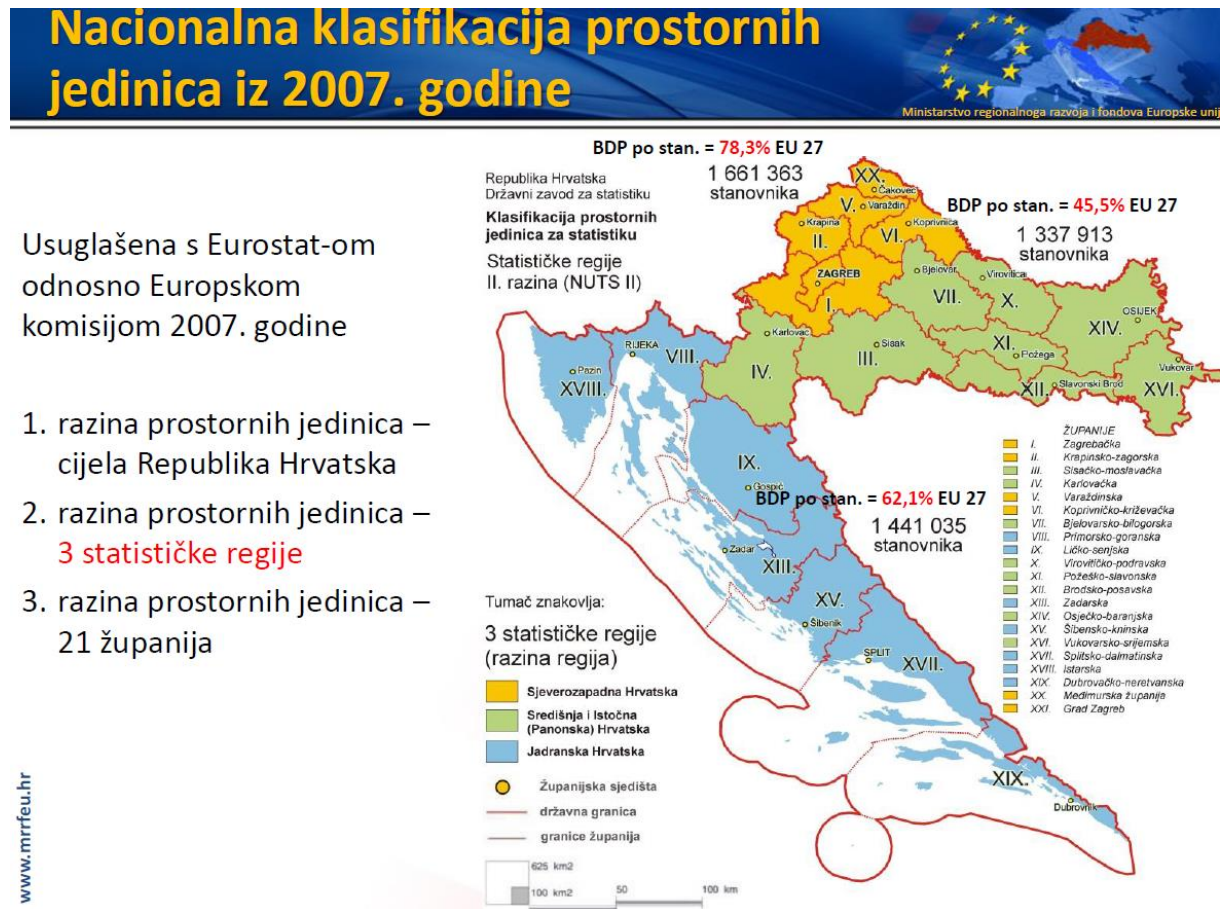 Nacionalna klasifikacija prostornih
jedinica iz 2007. godine
Ministarstvo regionalnoga razvoja i fondova Europske unij
Usuglašena s Eurostat-om
odnosno Europskom
komisijom 2007. godine
1. razina prostornih jedinica –
cijela Republika Hrvatska
2. razina prostornih jedinica –
3 statističke regije
3. razina prostornih jedinica –
21 županija
www.mrrfeu.hr
Republika Hrvatska
Državni zavod za statistiku
Klasifikacija prostornih
jedinica za statistiku
Statističke regije
II. razina (NUTS II)
BDP po stan. = 78,3% EU 27
1 661 363
stanovnika
BDP po stan. = 45,5% EU 27
1 337 913
stanovnika
BDP po stan. = 62,1% EU 27
1 441 035
stanovnika
XX.
Čakovec
V.
Varaždin
Krapina
II.
VI.
Koprivnica
ZAGREB
I.
Bjelovar
VII.
Virovitica
X.
OSIJEK
XIV.
Karlovac
IV.
Sisak
III.
XI.
Požega
XII.
Slavonski Brod
Vukovar
XVI.
RIJEKA
VIII.
Pazin
XVIII.
IX.
Gospić
Zadar
XIII.
XV.
Šibenik
SPLIT
XVII.
XIX.
Dubrovnik
ŽUPANIJE
I. Zagrebačka
II. Krapinsko-zagorska
III. Sisačko-moslavačka
IV. Karlovačka
V. Varaždinska
VI. Koprivničko-križevačka
VII. Bjelovarsko-bilogorska
VIII. Primorsko-goranska
IX. Ličko-senjska
X. Virovitičko-podravska
XI. Požeško-slavonska
XII. Brodsko-posavska
XIII. Zadarska
XIV. Osječko-baranjska
XV. Šibensko-kninska
XVI. Vukovarsko-srijemska
XVII. Splitsko-dalmatinska
XVIII. Istarska
XIX. Dubrovačko-neretvanska
XX. Međimurska županija
XXI. Grad Zagreb
Tumač znakovlja:
3 statističke regije
(razina regija)
Sjeverozapadna Hrvatska
Središnja i Istočna
(Panonska) Hrvatska
Jadranska Hrvatska
Županijska sjedišta
državna granica
granice županija
625 km2
100 km2
50
100 km